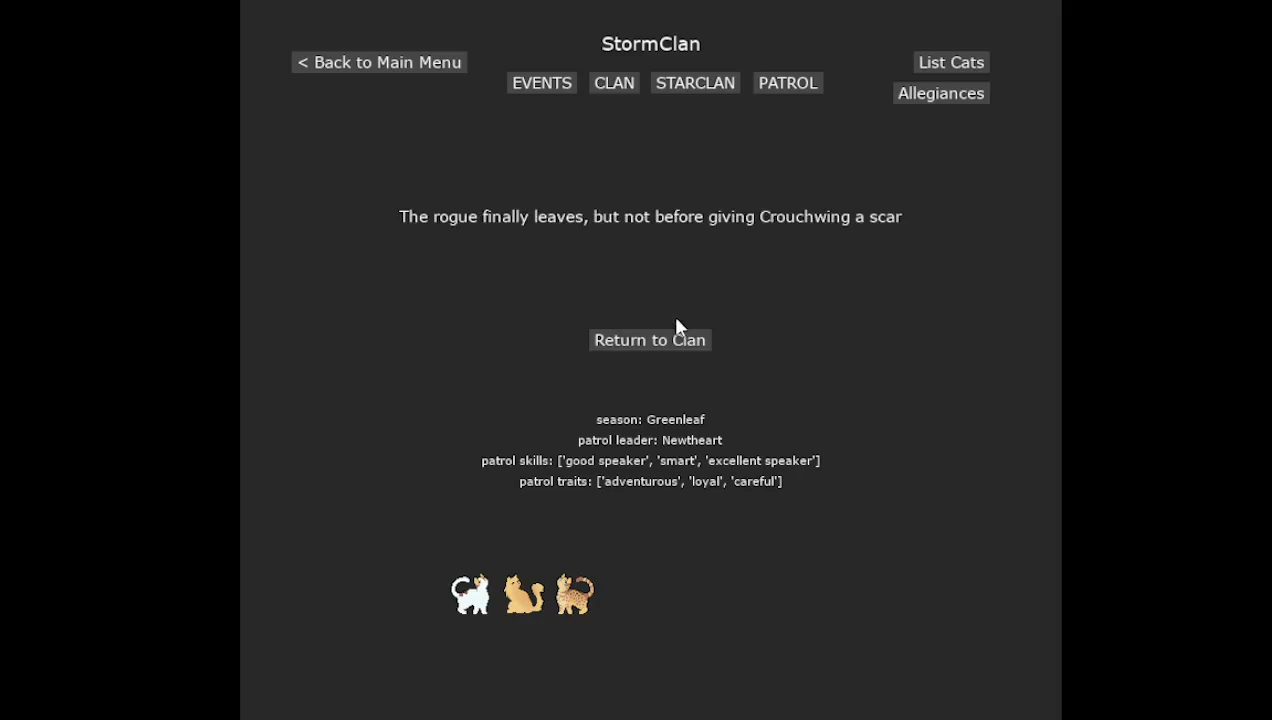 StormClan
< Back to Main Menu
List Cats
EVENTS CLAN STARCLAN PATROL
Allegiances
The rogue finally leaves, but not before giving Crouchwing a scar
Return to Clan
season: Greenleaf
patrol leader: Newtheart
patrol skills: ['good speaker', 'smart', 'excellent speaker']
patrol traits: ['adventurous', 'loyal', 'careful']